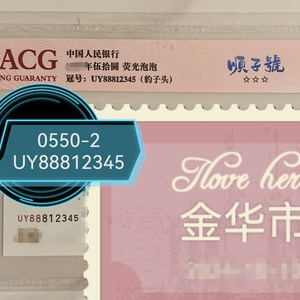 ACG
NG GUARANTY
中国人民银行
年伍拾圆 荧光泡泡
冠号：UY88812345（豹子头）
順子號
☆☆☆
0550-2
UY88812345
UY88812345
Ilove her
金华市